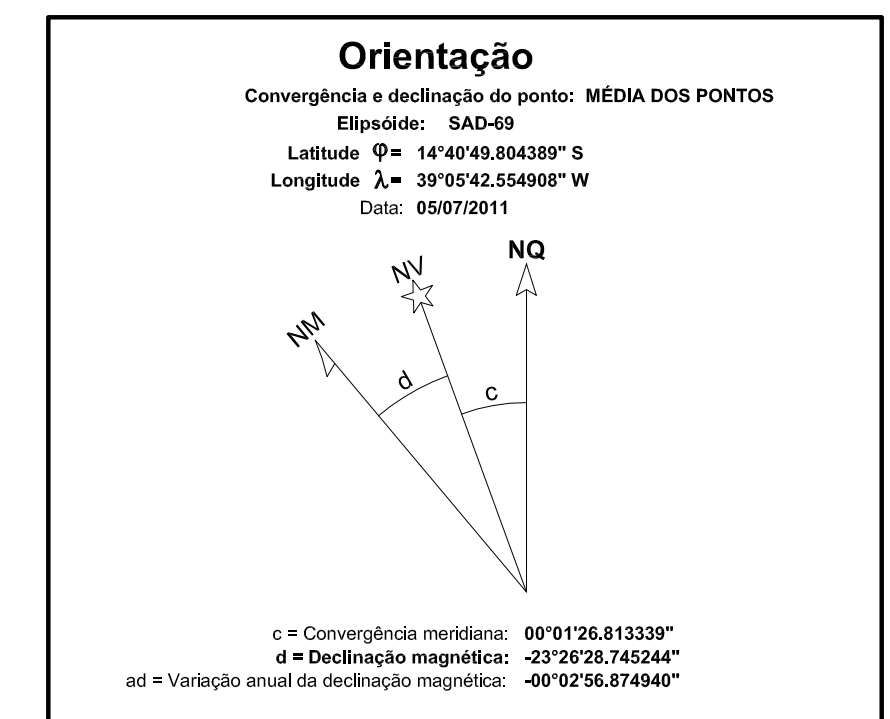 Orientação
Convergência e declinação do ponto: MÉDIA DOS PONTOS
Elipsóide: SAD-69
Latitude φ= 14°40'49.804389" S
Longitude λ= 39°05'42.554908" W
Data: 05/07/2011
NQ
NV
NM
d
c
c = Convergência meridiana: 00°01'26.813339"
d = Declinação magnética: -23°26'28.745244"
ad = Variação anual da declinação magnética: -00°02'56.874940"